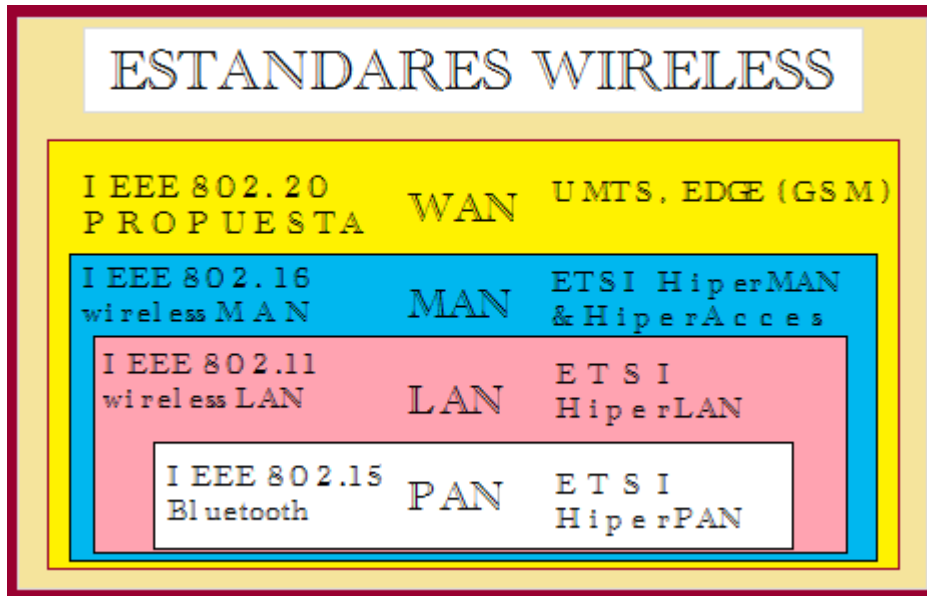 ESTANDARES WIRELESS
IEEE 802.20
PROPUESTA
WAN
UMTS, EDGE (GSM)
IEEE 802.16
wireless MAN
MAN
ETSI HiperMAN
& HiperAcces
IEEE 802.11
wireless LAN
LAN
ETSI
HiperLAN
IEEE 802.15
Bluetooth
PAN
ETSI
HiperPAN